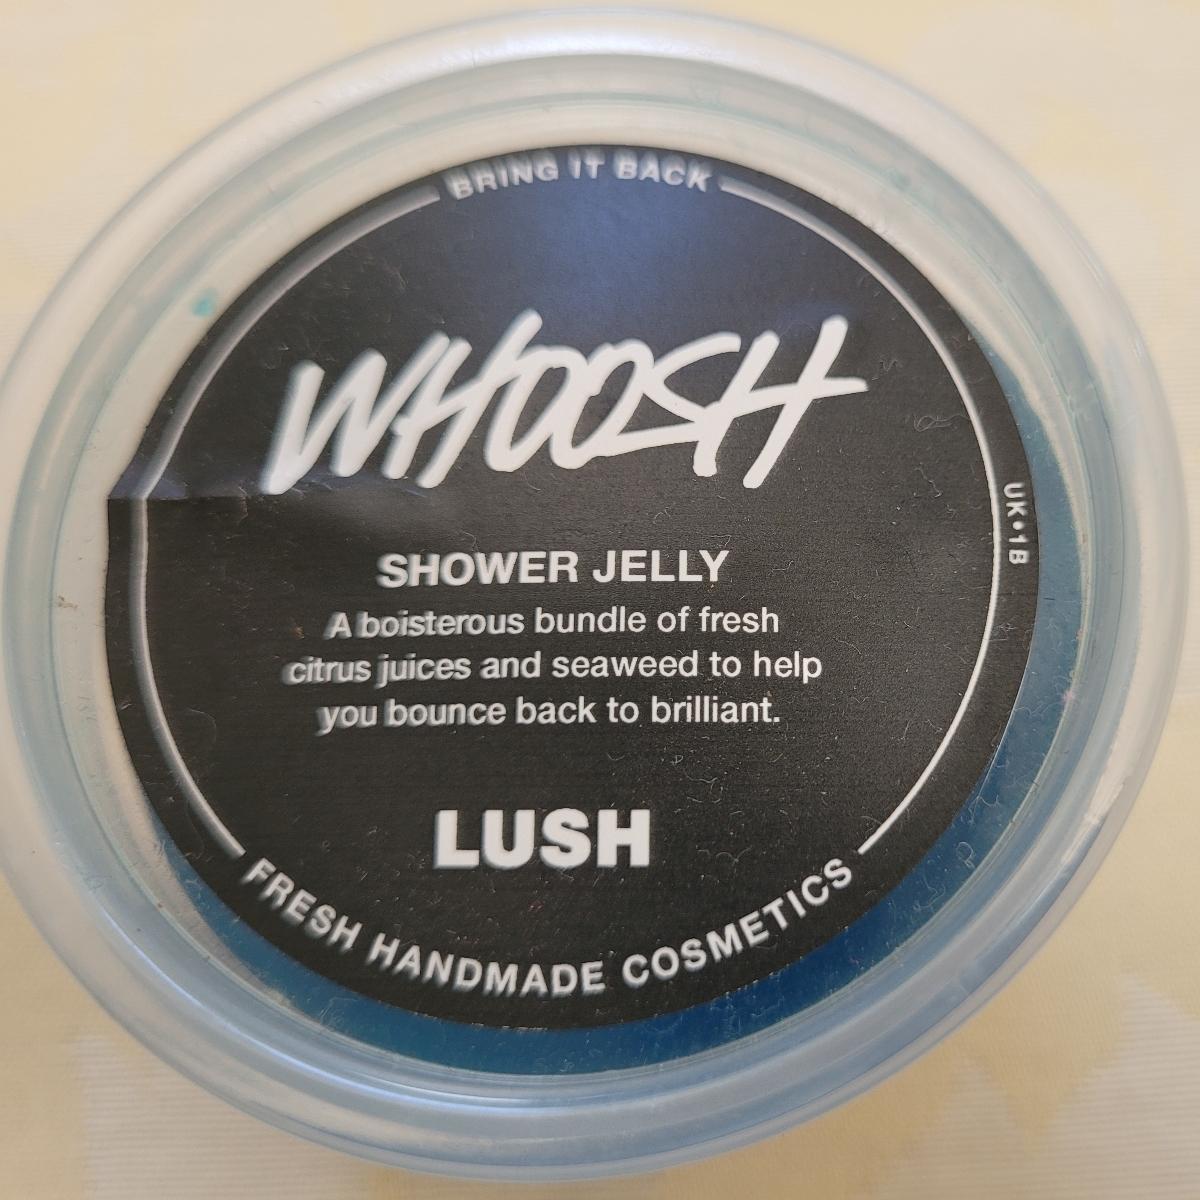 BRING IT BACK
WHOOSH
UK•1B
SHOWER JELLY
A boisterous bundle of fresh
citrus juices and seaweed to help
you bounce back to brilliant.
LUSH
FRESH HANDMADE COSMETICS